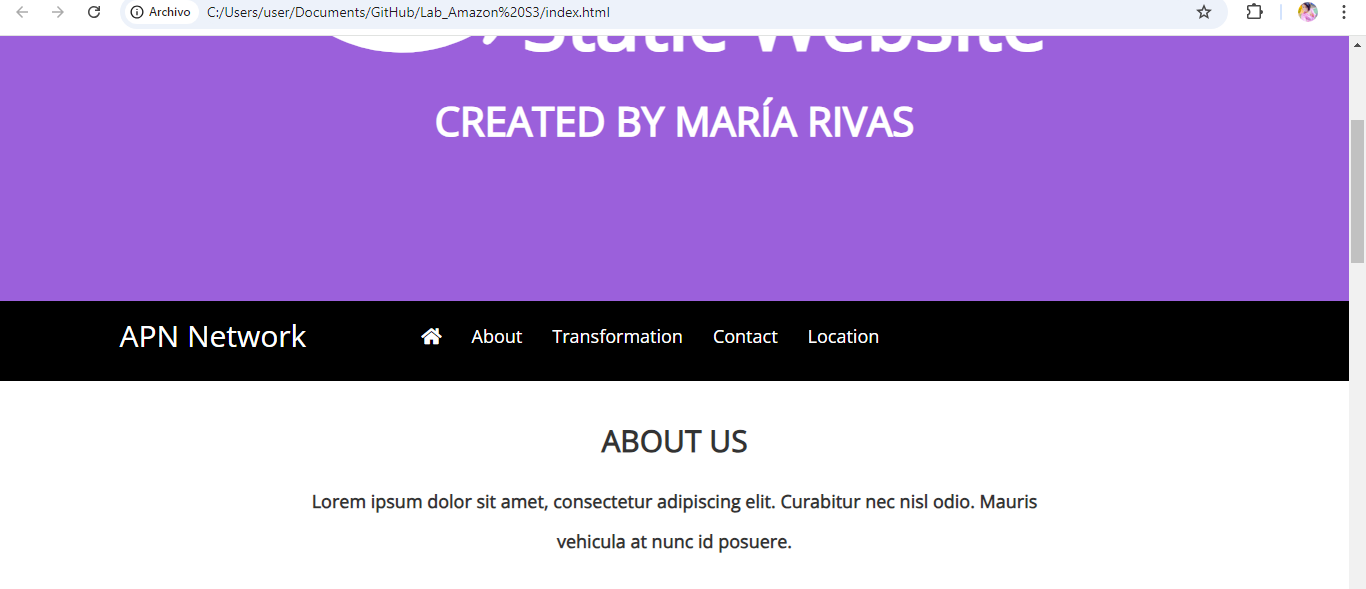 Archivo C:/Users/user/Documents/GitHub/Lab_Amazon%20S3/index.html
Static Website
CREATED BY MARÍA RIVAS
APN Network About Transformation Contact Location
ABOUT US
Lorem ipsum dolor sit amet, consectetur adipiscing elit. Curabitur nec nisl odio. Mauris
vehicula at nunc id posuere.